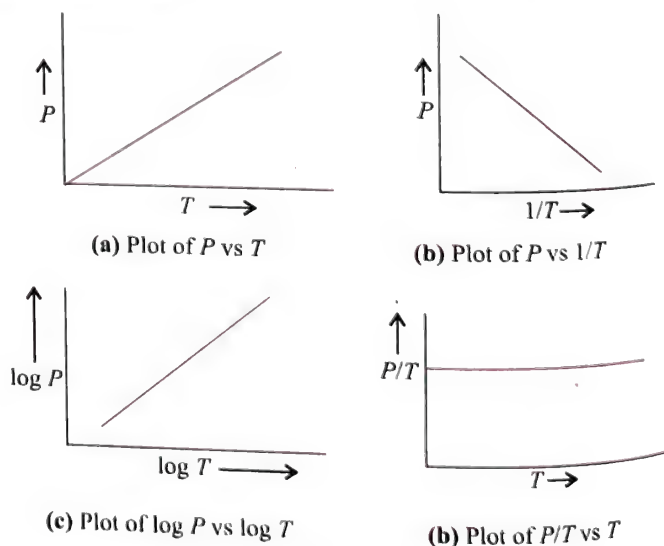 P
T
(a) Plot of P vs T
P
1/T
(b) Plot of P vs 1/T
log P
log T
(c) Plot of log P vs log T
P/T
T
(b) Plot of P/T vs T